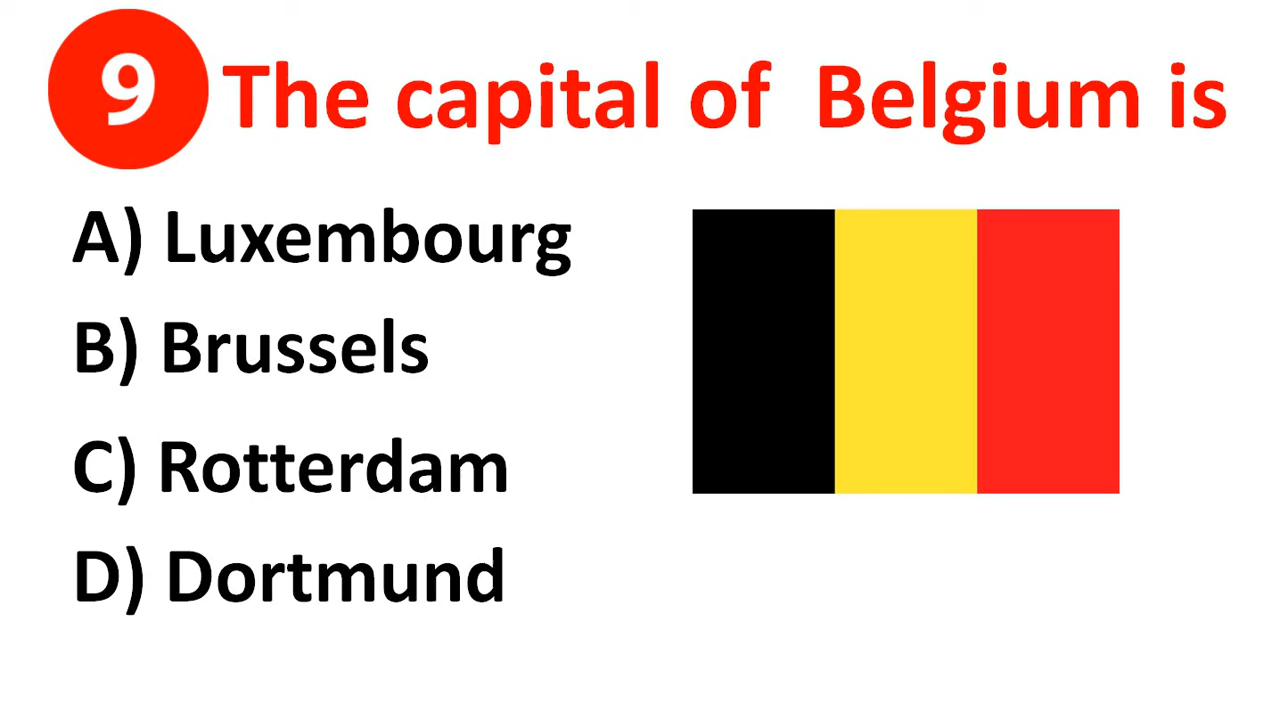 9 The capital of Belgium is
A) Luxembourg
B) Brussels
C) Rotterdam
D) Dortmund